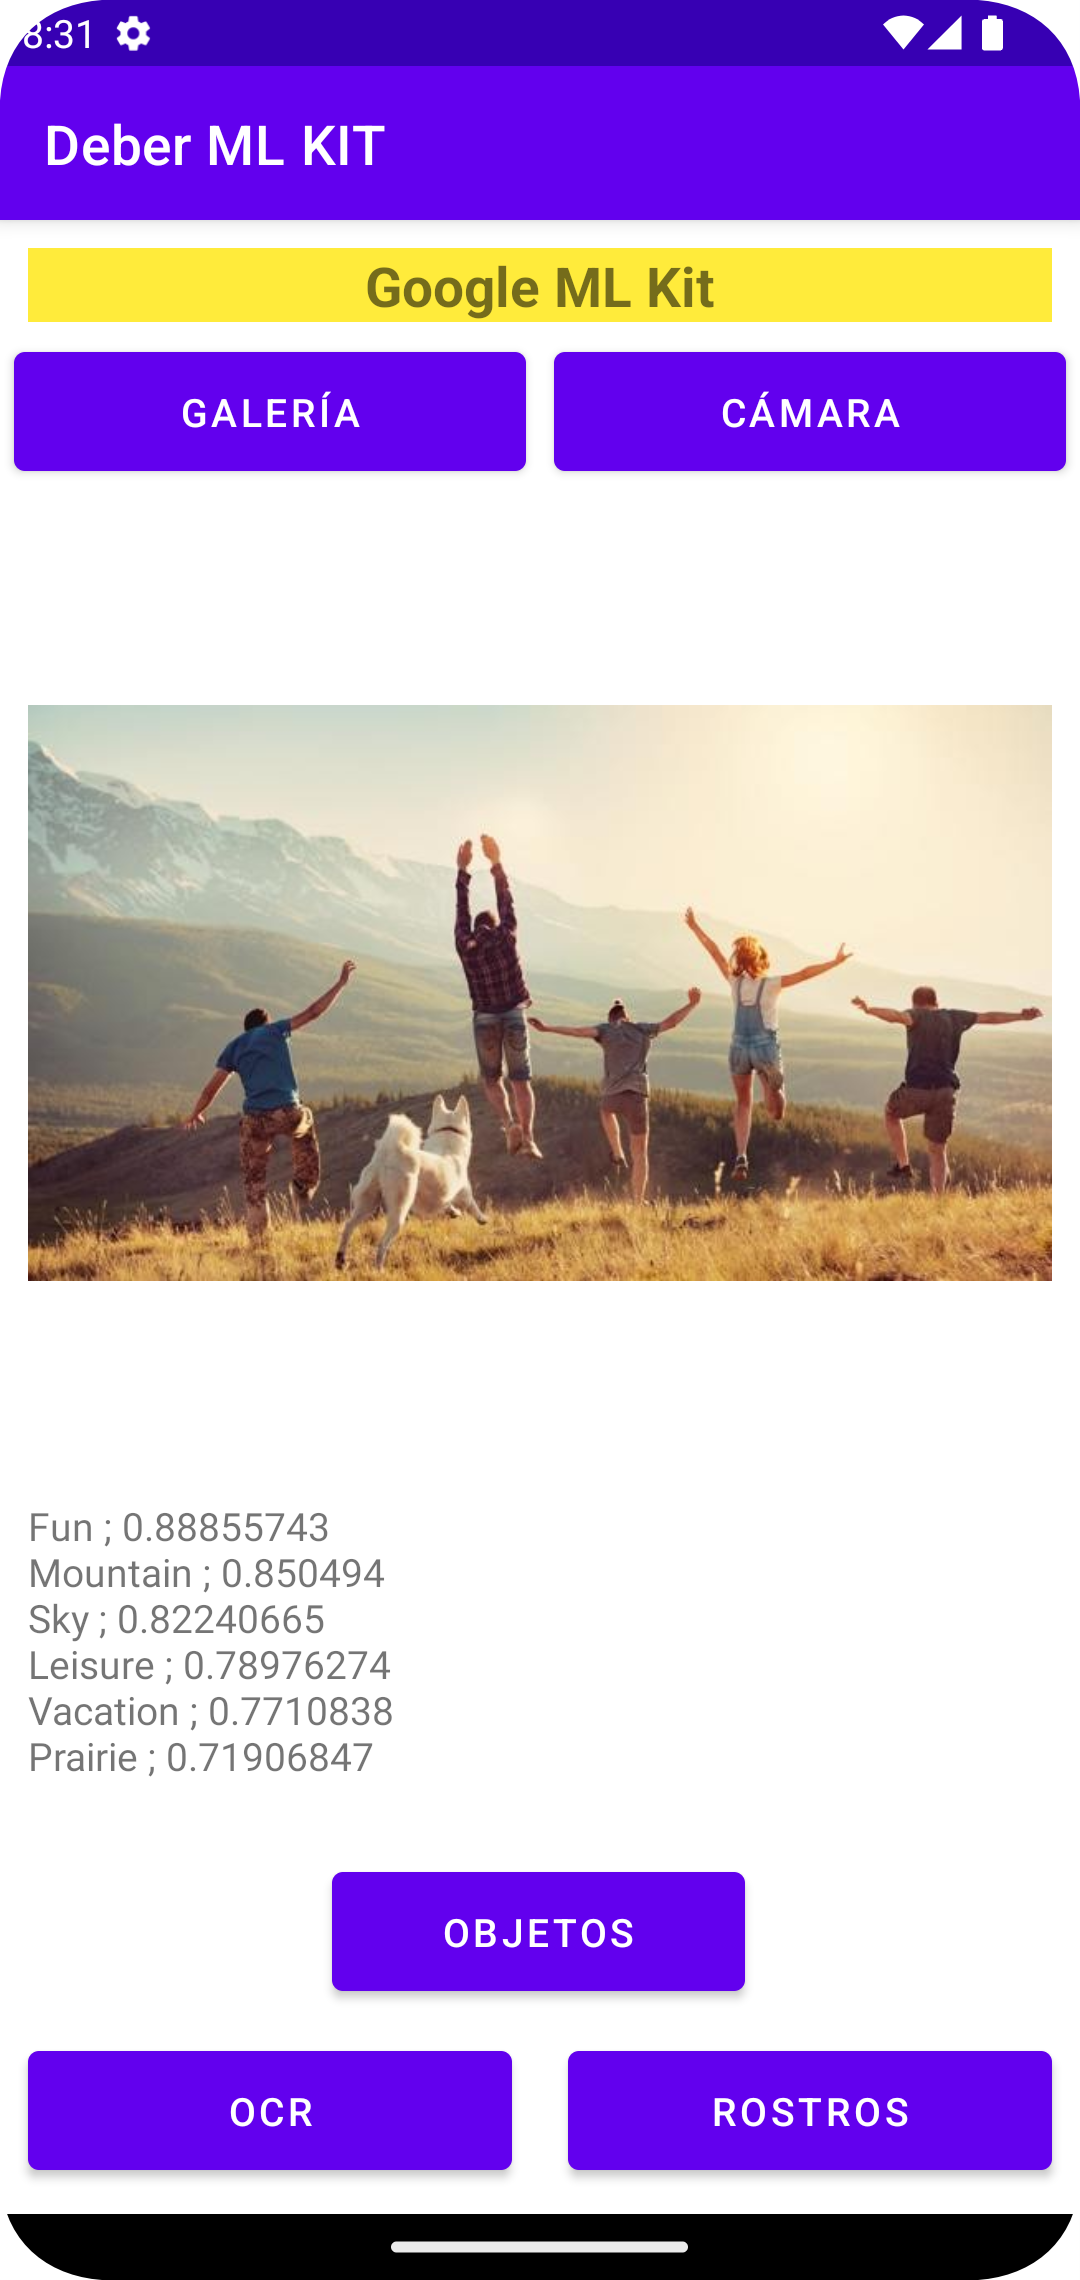 8:31
Deber ML KIT
Google ML Kit
GALERÍA CÁMARA
Fun ; 0.88855743
Mountain ; 0.850494
Sky ; 0.82240665
Leisure ; 0.78976274
Vacation ; 0.7710838
Prairie ; 0.71906847
OBJETOS
OCR ROSTROS